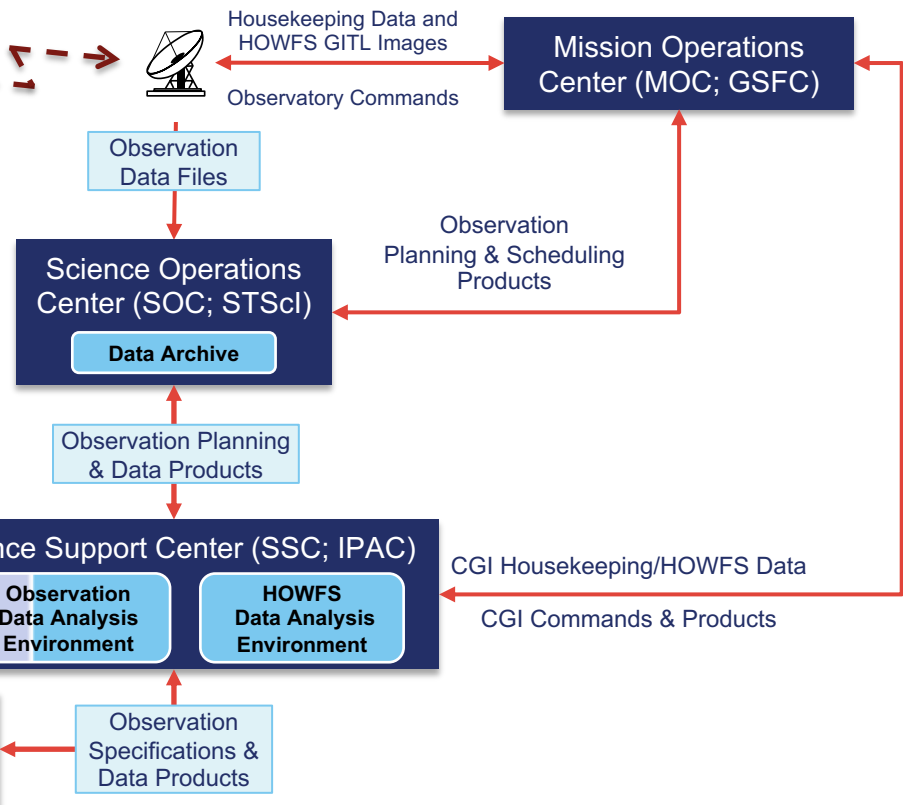 Housekeeping Data and
HOWFS GITL Images
Observatory Commands
Mission Operations
Center (MOC; GSFC)
Observation
Data Files
Observation
Planning & Scheduling
Products
Science Operations
Center (SOC; STScI)
Data Archive
Observation Planning
& Data Products
nce Support Center (SSC; IPAC)
Observation
Data Analysis
Environment
HOWFS
Data Analysis
Environment
CGI Housekeeping/HOWFS Data
CGI Commands & Products
Observation
Specifications &
Data Products